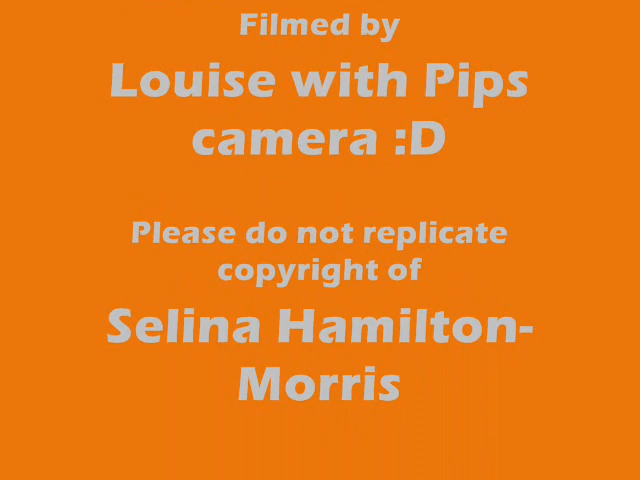 Filmed by
Louise with Pips
camera :D
Please do not replicate
copyright of
Selina Hamilton-
Morris